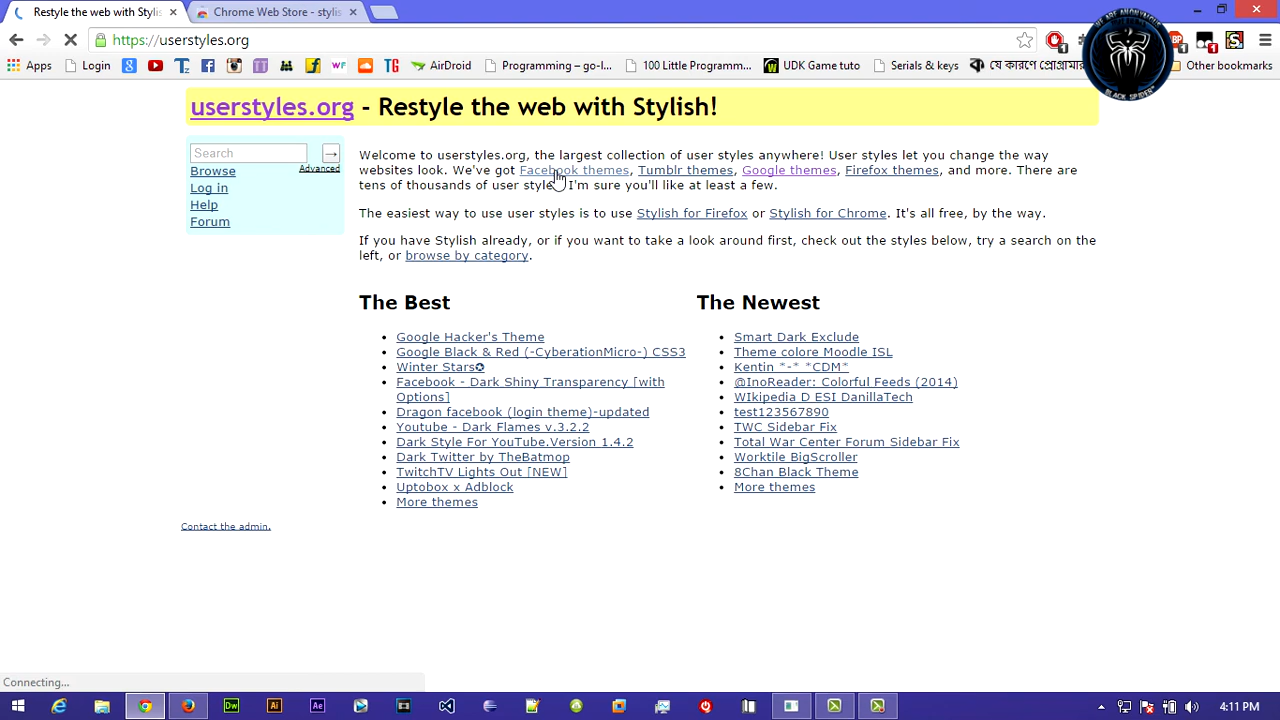 Restyle the web with Stylis
Chrome Web Store - stylis
https://userstyles.org
Apps
Login
AirDroid
Programming – go-l...
100 Little Programm...
UDK Game tuto
Serials & keys
Other bookmarks
WE ARE ANONYMOUS
BLACK SPIDER
userstyles.org - Restyle the web with Stylish!
Search
→
Advanced
Browse
Log in
Help
Forum
Welcome to userstyles.org, the largest collection of user styles anywhere! User styles let you change the way
websites look. We've got Facebook themes, Tumblr themes, Google themes, Firefox themes, and more. There are
tens of thousands of user style I'm sure you'll like at least a few.
The easiest way to use user styles is to use Stylish for Firefox or Stylish for Chrome. It's all free, by the way.
If you have Stylish already, or if you want to take a look around first, check out the styles below, try a search on the
left, or browse by category.
The Best
Google Hacker's Theme
Google Black & Red (-CyberationMicro-) CSS3
Winter Stars✪
Facebook - Dark Shiny Transparency [with
Options]
Dragon facebook (login theme)-updated
Youtube - Dark Flames v.3.2.2
Dark Style For YouTube.Version 1.4.2
Dark Twitter by TheBatmop
TwitchTV Lights Out [NEW]
Uptobox x Adblock
More themes
The Newest
Smart Dark Exclude
Theme colore Moodle ISL
Kentin *-* *CDM*
@InoReader: Colorful Feeds (2014)
WIkipedia D ESI DanillaTech
test123567890
TWC Sidebar Fix
Total War Center Forum Sidebar Fix
Worktile BigScroller
8Chan Black Theme
More themes
Contact the admin.
Connecting...
4:11 PM